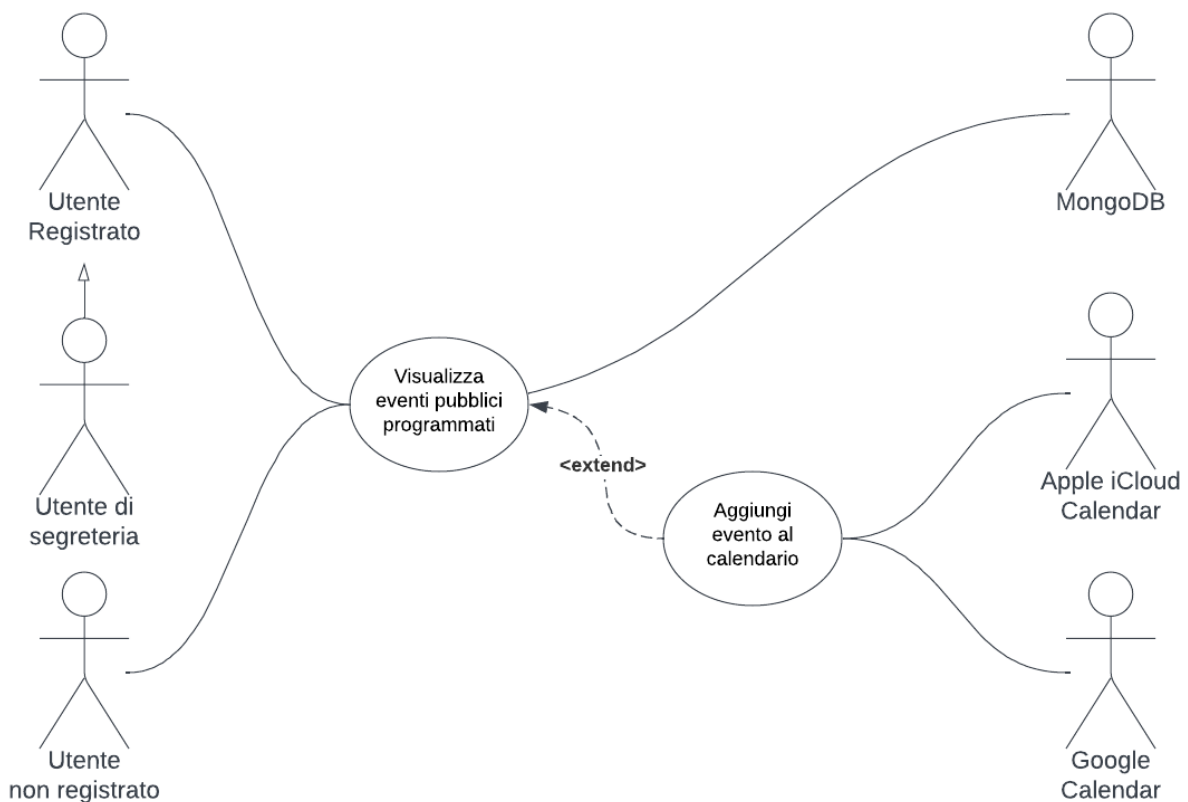 Utente
Registrato
MongoDB
Visualizza
eventi pubblici
programmati
<extend>
Aggiungi
evento al
calendario
Apple iCloud
Calendar
Utente di
segreteria
Utente
non registrato
Google
Calendar